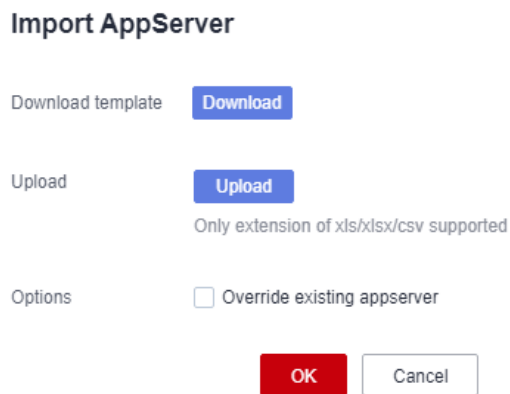 Import AppServer
Download template Download
Upload Upload
Only extension of xls/xlsx/csv supported
Options Override existing appserver
OK Cancel